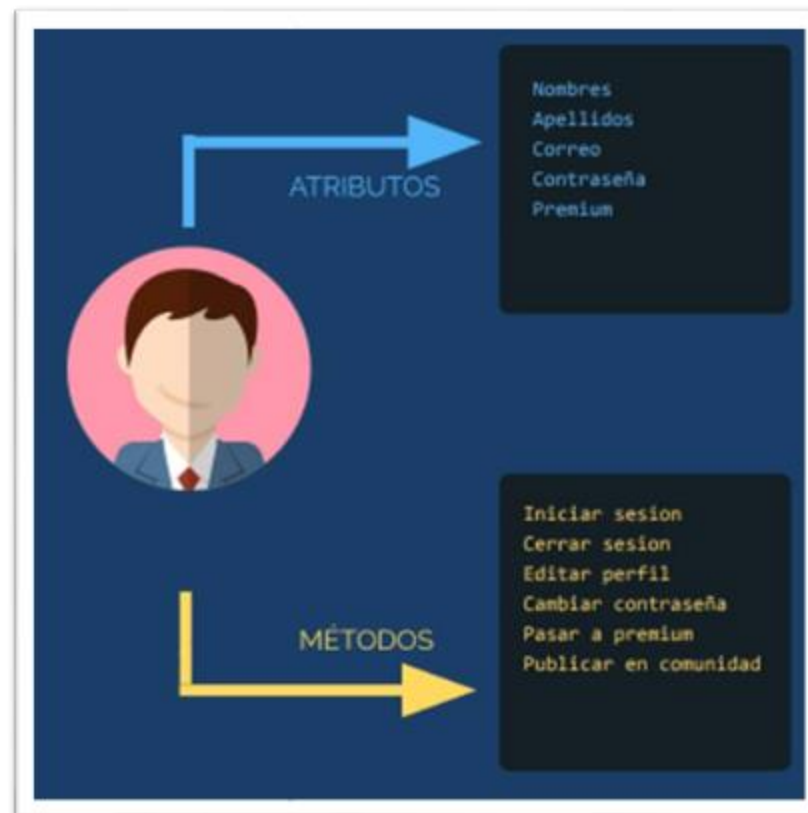 ATRIBUTOS
Nombres
Apellidos
Correo
Contraseña
Premium
MÉTODOS
Iniciar sesion
Cerrar sesion
Editar perfil
Cambiar contraseña
Pasar a premium
Publicar en comunidad